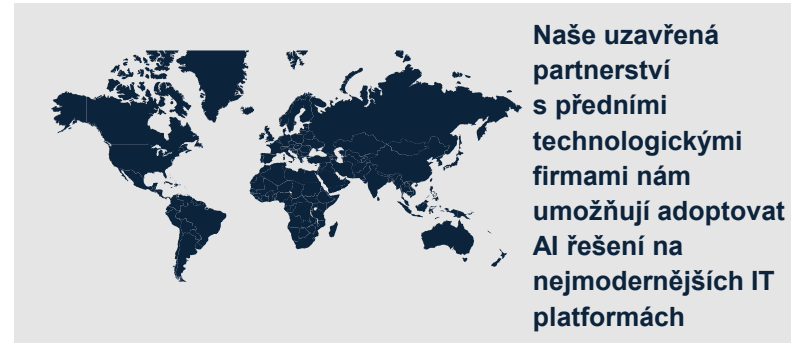 Naše uzavřená
partnerství
s předními
technologickými
firmami nám
umožňují adoptovat
AI řešení na
nejmodernějších IT
platformách